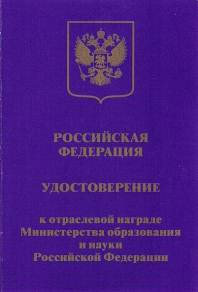 РОССИЙСКАЯ
ФЕДЕРАЦИЯ
УДОСТОВЕРЕНИЕ
к отраслевой награде
Министерства образования
и науки
Российской Федерации